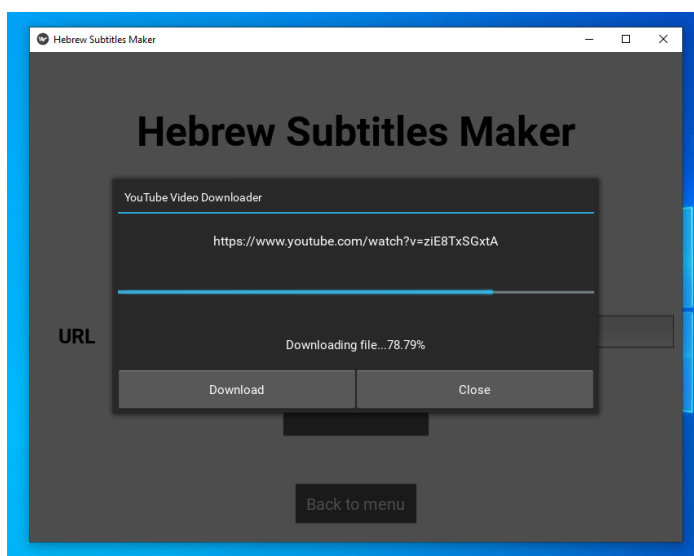 Hebrew Subtitles Maker
Hebrew Subtitles Maker
YouTube Video Downloader
https://www.youtube.com/watch?v=ziE8TxSGxtA
URL
Downloading file...78.79%
Download
Close
Back to menu